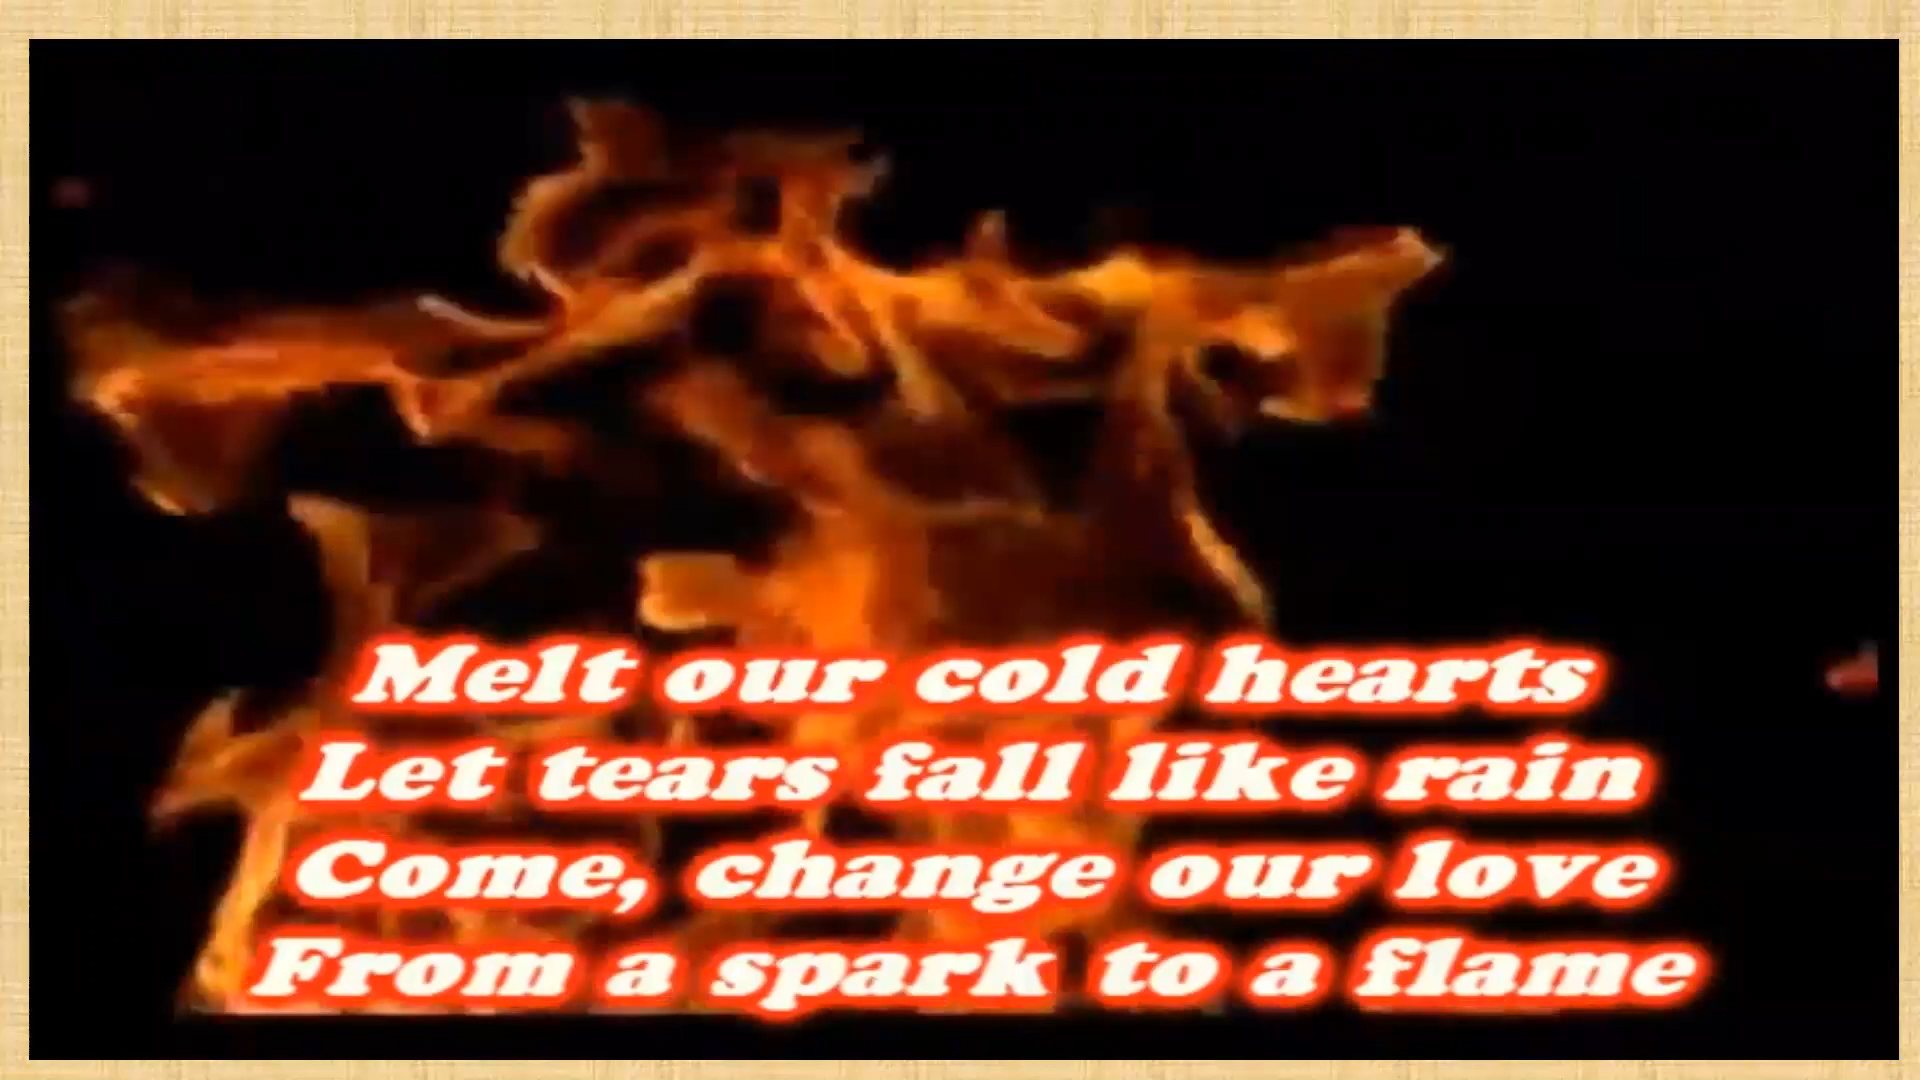 Melt our cold hearts
Let tears fall like rain
Come, change our love
From a spark to a flame